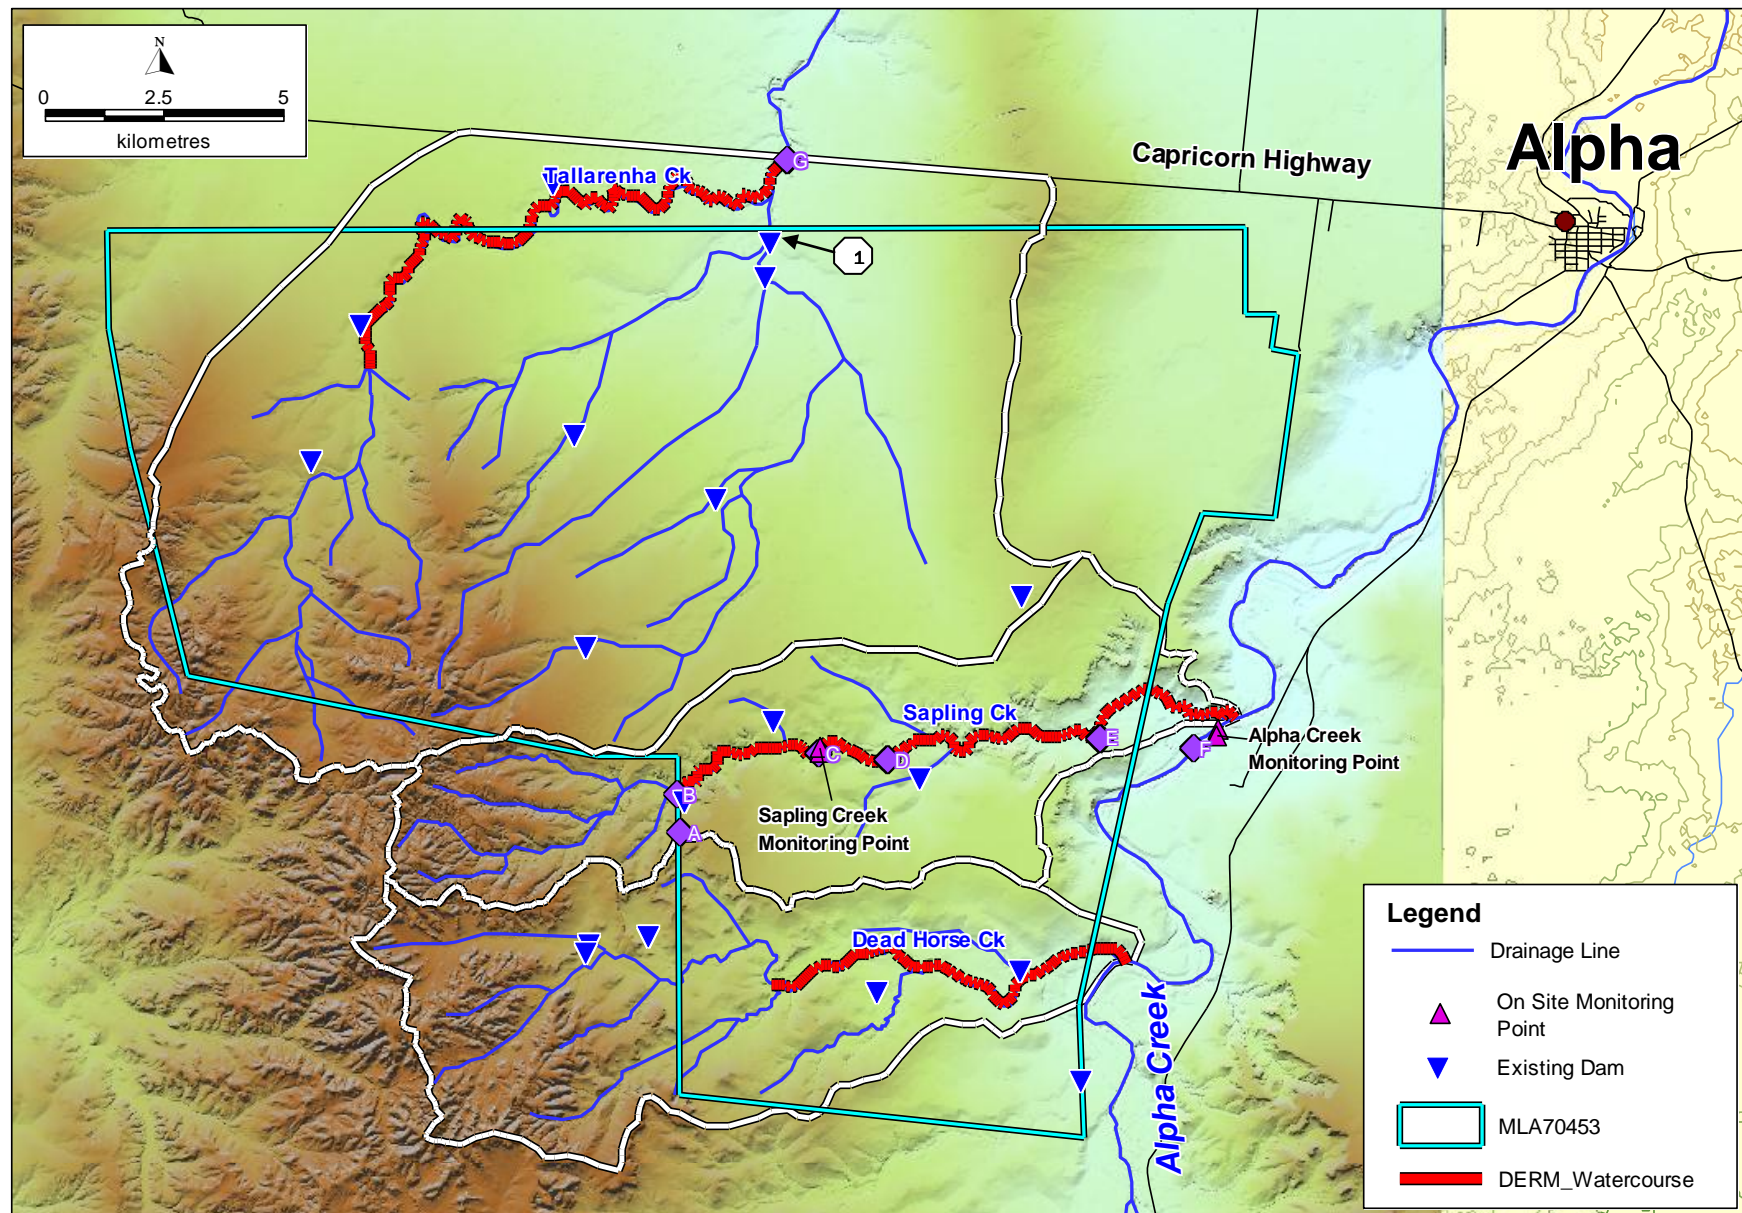 N
0 2.5 5
kilometres
Alpha
Capricorn Highway
G
Tallarenha Ck
1
Sapling Ck
E
F
Alpha Creek
Monitoring Point
C
D
B
A
Sapling Creek
Monitoring Point
Dead Horse Ck
Alpha Creek
Legend
Drainage Line
On Site Monitoring
Point
Existing Dam
MLA70453
DERM_Watercourse